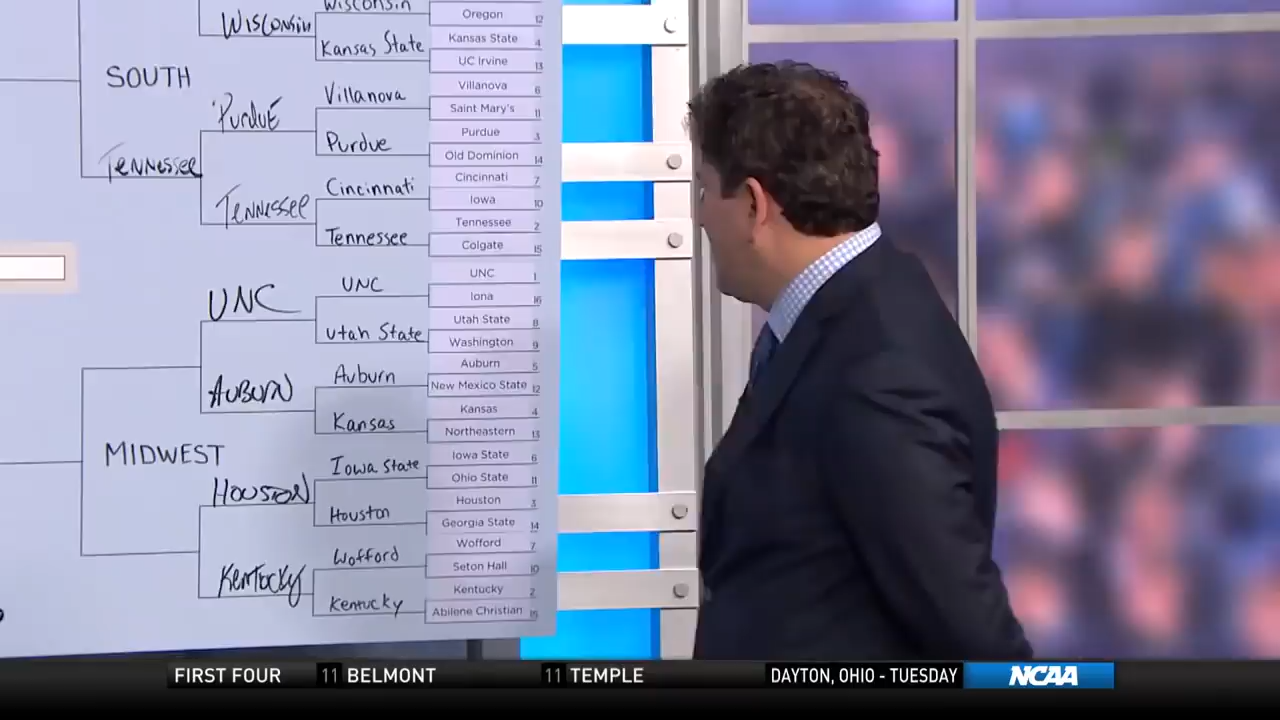 Wisconsin
Oregon 12
Wisconsin
Kansas State
Kansas State 4
UC Irvine 13
SOUTH
Villanova
Villanova 6
Saint Mary's 11
Purdue
Purdue
Purdue 3
Old Dominion 14
Tennessee
Cincinnati
Cincinnati 7
Iowa 10
Tennessee
Tennessee
Tennessee 2
Colgate 15
UNC
UNC
UNC 1
Iona 16
Utah State
Utah State 8
Washington 9
Auburn
Auburn
Auburn 5
New Mexico State 12
Kansas
Kansas 4
Northeastern 13
MIDWEST
Iowa State
Iowa State 6
Ohio State 11
Houston
Houston
Houston 3
Georgia State 14
Wofford
Wofford 7
Seton Hall 10
Kentucky
Kentucky
Kentucky 2
Abilene Christian 15
FIRST FOUR 11 BELMONT 11 TEMPLE DAYTON, OHIO - TUESDAY NCAA